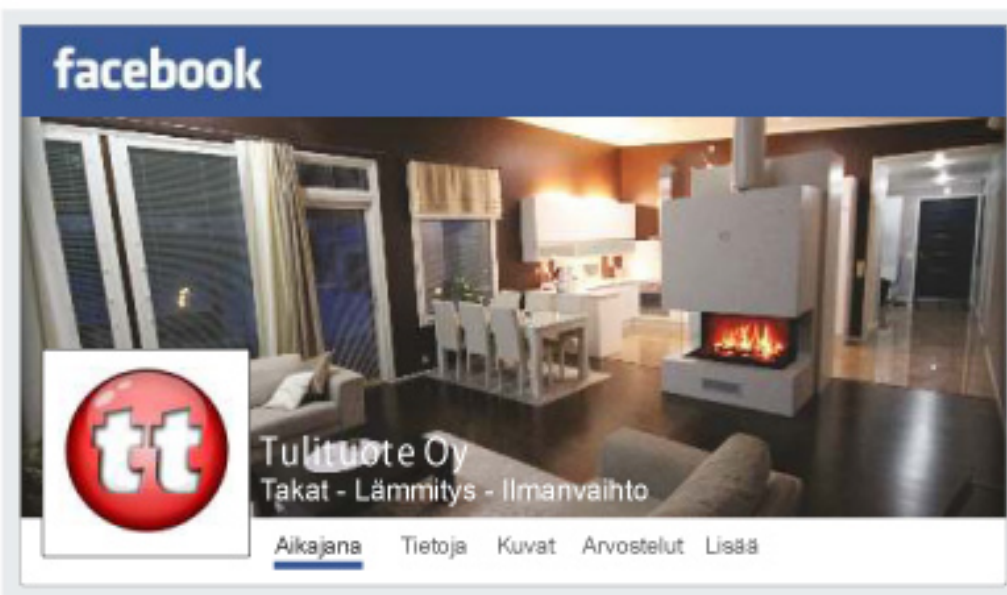 facebook
tt
Tulituote Oy
Takat - Lämmitys - Ilmanvaihto
Aikajana Tietoja Kuvat Arvostelut Lisää